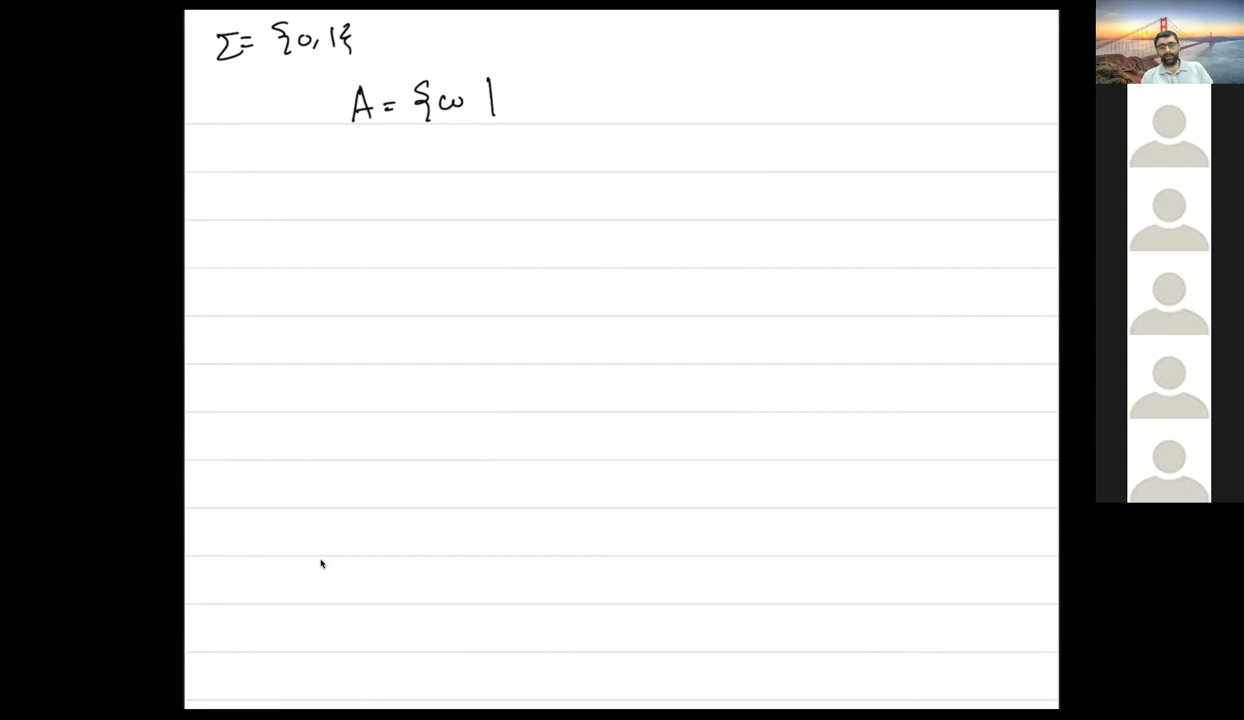 Σ = {0, 1}
A = {ω |